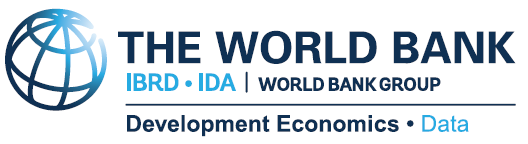 THE WORLD BANK
IBRD • IDA | WORLD BANK GROUP
Development Economics • Data